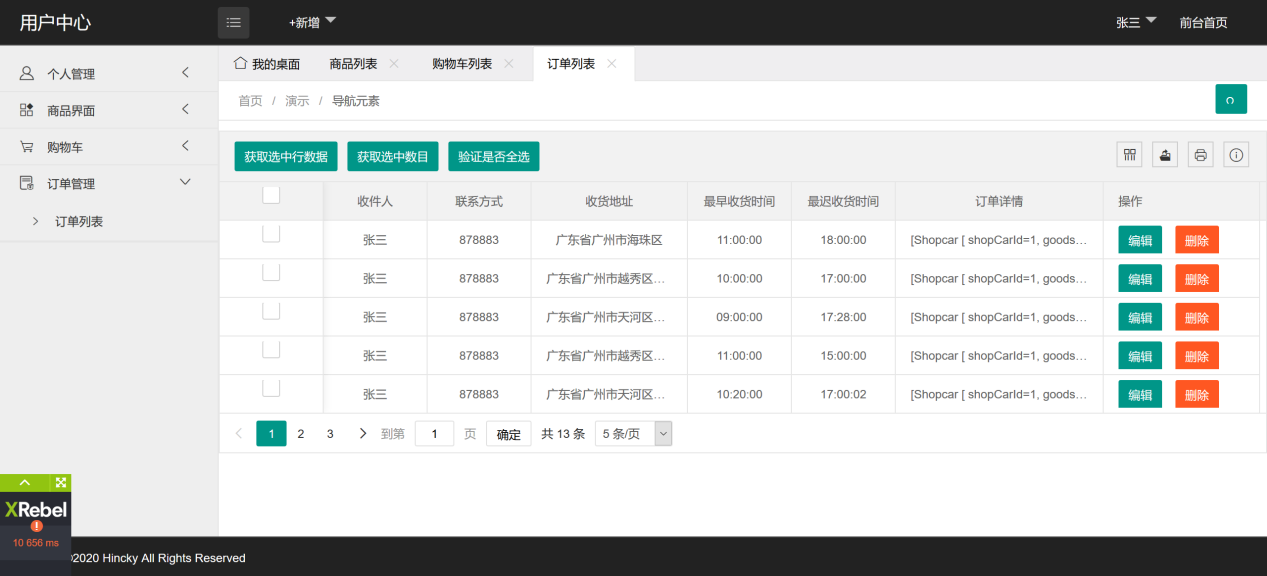 用户中心 +新增 张三 前台首页
个人管理
商品界面
购物车
订单管理
订单列表
我的桌面 商品列表 购物车列表 订单列表
首页 / 演示 / 导航元素
获取选中行数据 获取选中数目 验证是否全选
收件人 联系方式 收货地址 最早收货时间 最迟收货时间 订单详情 操作
张三 878883 广东省广州市海珠区 11:00:00 18:00:00 [Shopcar [ shopCarId=1, goods… 编辑 删除
张三 878883 广东省广州市越秀区… 10:00:00 17:00:00 [Shopcar [ shopCarId=1, goods… 编辑 删除
张三 878883 广东省广州市天河区… 09:00:00 17:28:00 [Shopcar [ shopCarId=1, goods… 编辑 删除
张三 878883 广东省广州市越秀区… 11:00:00 15:00:00 [Shopcar [ shopCarId=1, goods… 编辑 删除
张三 878883 广东省广州市天河区… 10:20:00 17:00:02 [Shopcar [ shopCarId=1, goods… 编辑 删除
1 2 3 到第 1 页 确定 共 13 条 5 条/页
XRebel
10 656 ms
2020 Hincky All Rights Reserved